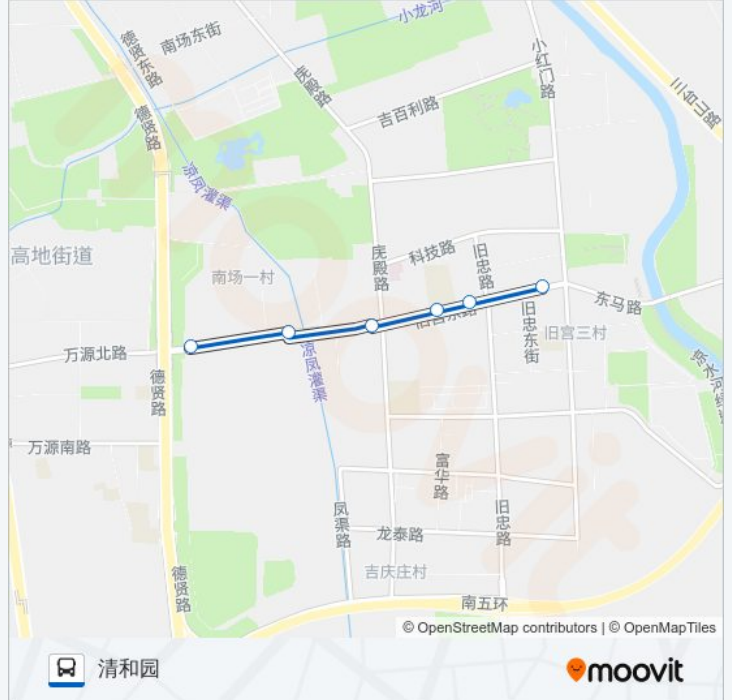 小龙河
南场东街
德贤东路
小红门路
庑殿路
三台山路
吉百利路
德贤路
凉凤灌渠
科技路
旧忠路
庑殿路
高地街道
南场一村
东马路
旧宫东路
旧忠东街
旧宫三村
万源北路
凉凤灌渠
德贤路
万源南路
富华路
凤渠路
旧忠路
龙泰路
吉庆庄村
德贤路
南五环
© OpenStreetMap contributors | © OpenMapTiles
清和园
moovit